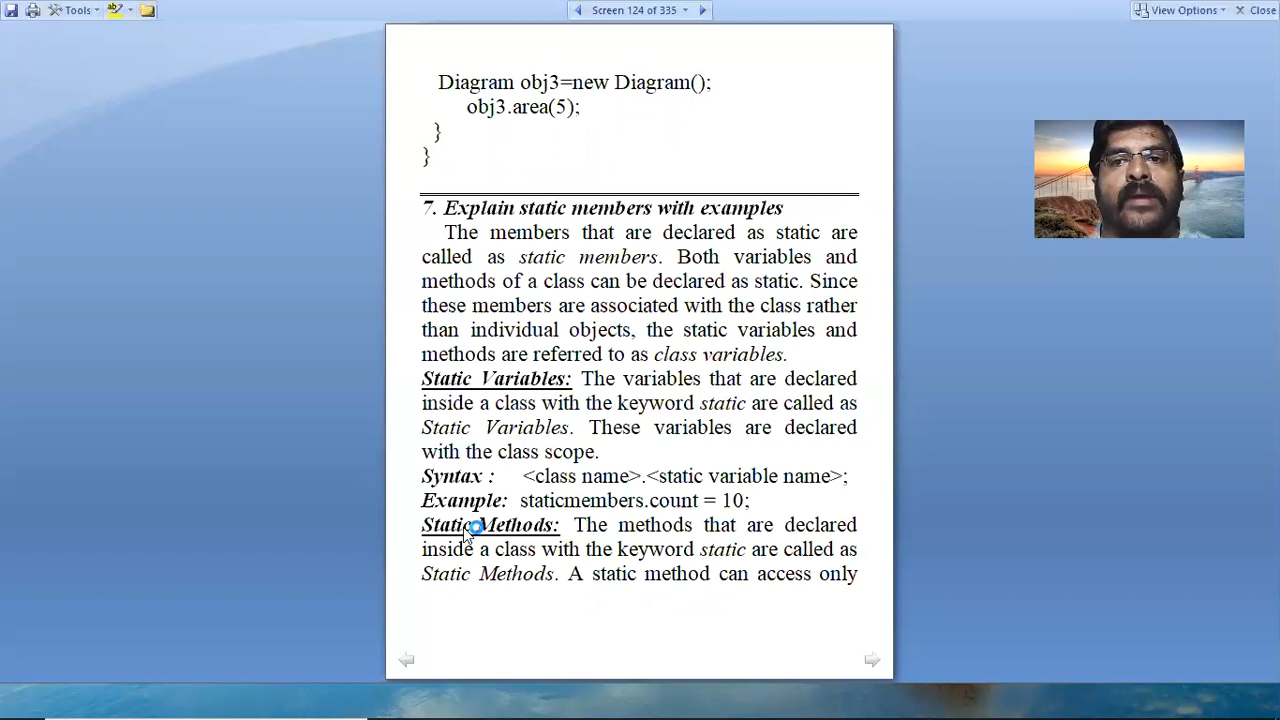 Tools
Screen 124 of 335
View Options
Close
Diagram obj3=new Diagram();
obj3.area(5);
}
}
7. Explain static members with examples
The members that are declared as static are
called as static members. Both variables and
methods of a class can be declared as static. Since
these members are associated with the class rather
than individual objects, the static variables and
methods are referred to as class variables.
Static Variables: The variables that are declared
inside a class with the keyword static are called as
Static Variables. These variables are declared
with the class scope.
Syntax : <class name>.<static variable name>;
Example: staticmembers.count = 10;
Static Methods: The methods that are declared
inside a class with the keyword static are called as
Static Methods. A static method can access only